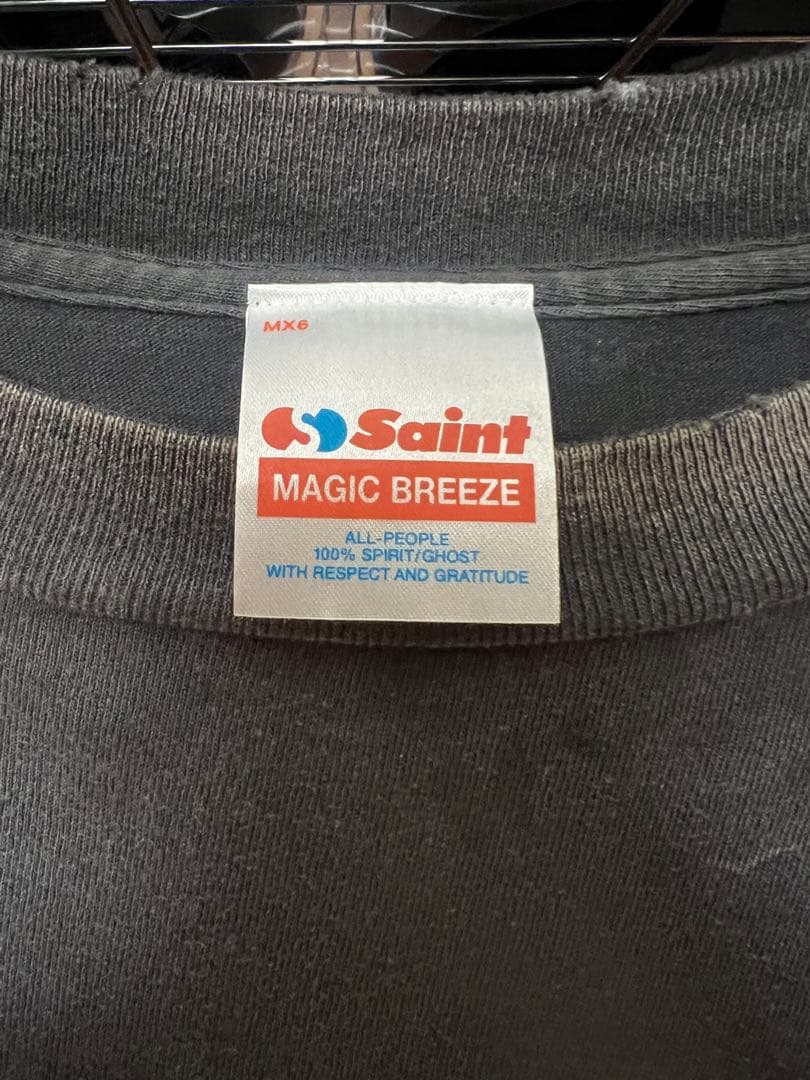 MX6
Saint
MAGIC BREEZE
ALL-PEOPLE
100% SPIRIT/GHOST
WITH RESPECT AND GRATITUDE